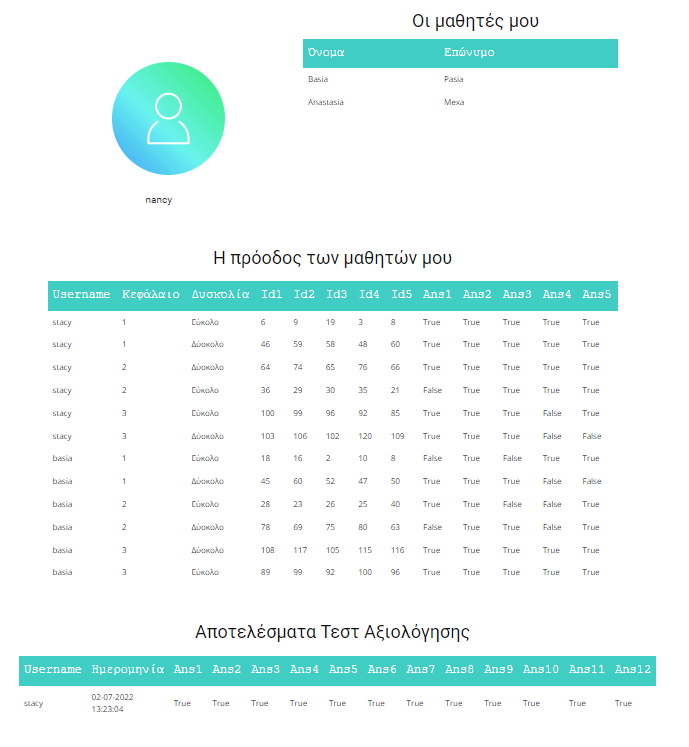 Οι μαθητές μου
Όνομα Επώνυμο
Basia Pasia
Anastasia Mexa
nancy
Η πρόοδος των μαθητών μου
Username Κεφάλαιο Δυσκολία Id1 Id2 Id3 Id4 Id5 Ans1 Ans2 Ans3 Ans4 Ans5
stacy 1 Εύκολο 6 9 19 3 8 True True True True True
stacy 1 Δύσκολο 46 59 58 48 60 True True True True True
stacy 2 Δύσκολο 64 74 65 76 66 True True True True True
stacy 2 Εύκολο 36 29 30 35 21 False True True True True
stacy 3 Εύκολο 100 99 96 92 85 True True True False True
stacy 3 Δύσκολο 103 106 102 120 109 True True True False False
basia 1 Εύκολο 18 16 2 10 8 False True False True True
basia 1 Δύσκολο 45 60 52 47 50 True True True False False
basia 2 Εύκολο 28 23 26 25 40 True True False False True
basia 2 Δύσκολο 78 69 75 80 63 False True True False True
basia 3 Δύσκολο 108 117 105 115 116 True True True True True
basia 3 Εύκολο 89 99 92 100 96 True True True True True
Αποτελέσματα Τεστ Αξιολόγησης
Username Ημερομηνία Ans1 Ans2 Ans3 Ans4 Ans5 Ans6 Ans7 Ans8 Ans9 Ans10 Ans11 Ans12
stacy 02-07-2022 13:23:04 True True True True True True True True True True True True